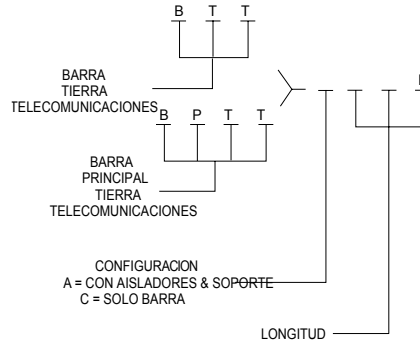 B T T
BARRA
TIERRA
TELECOMUNICACIONES
B P T T
BARRA
PRINCIPAL
TIERRA
TELECOMUNICACIONES
CONFIGURACION
A = CON AISLADORES & SOPORTE
C = SOLO BARRA
LONGITUD